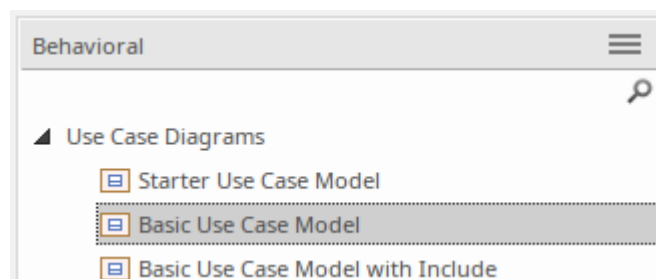 Behavioral
Use Case Diagrams
Starter Use Case Model
Basic Use Case Model
Basic Use Case Model with Include